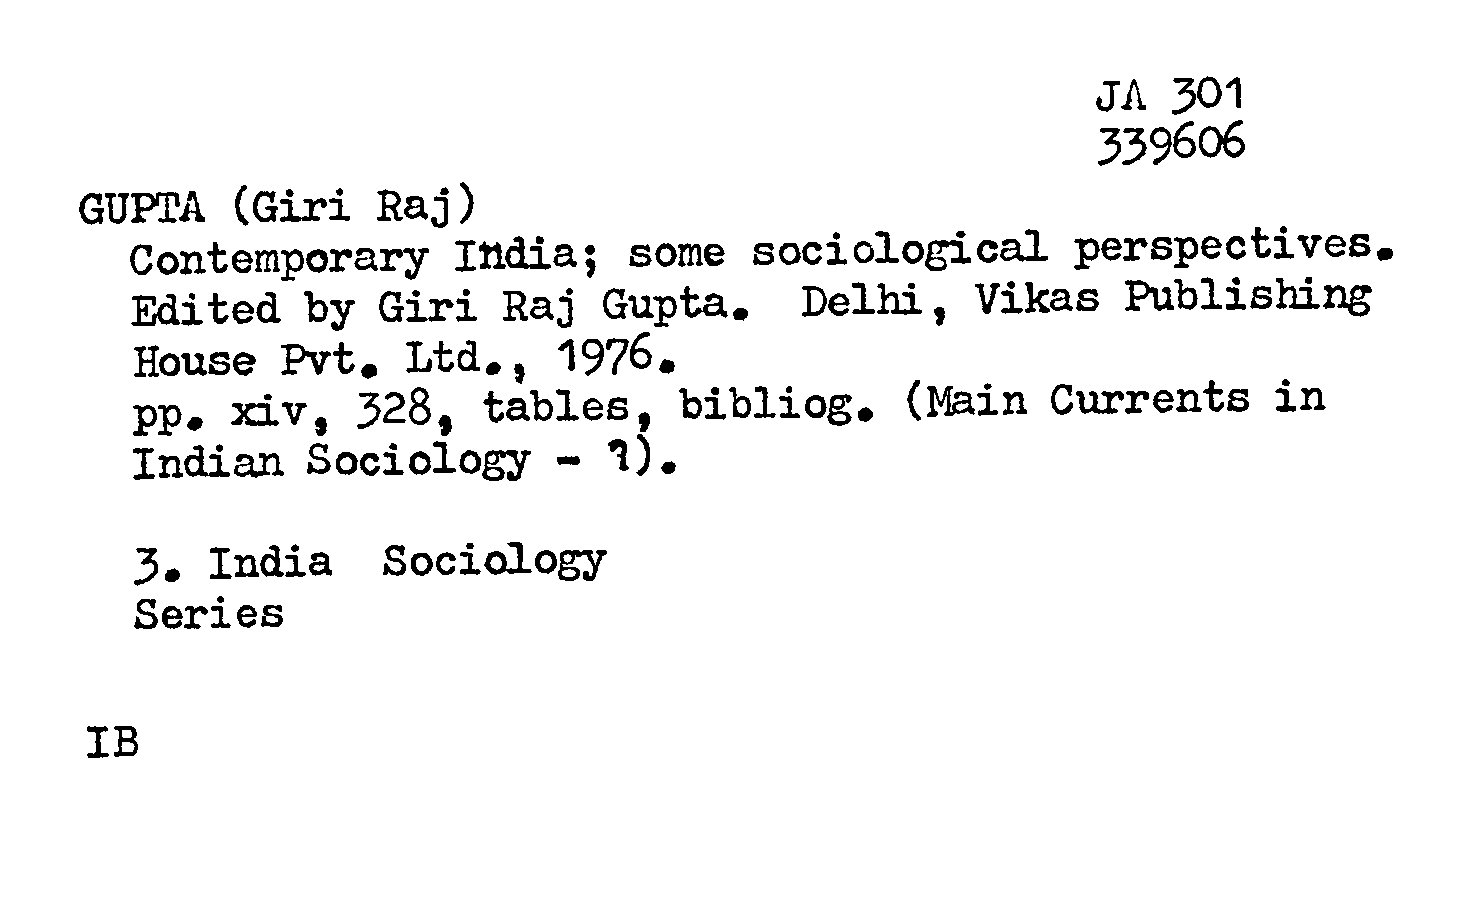 JA 301
339606
GUPTA (Giri Raj)
Contemporary India; some sociological perspectives.
Edited by Giri Raj Gupta. Delhi, Vikas Publishing
House Pvt. Ltd., 1976.
pp. xiv, 328, tables, bibliog. (Main Currents in
Indian Sociology - 1).
3. India Sociology
Series
IB